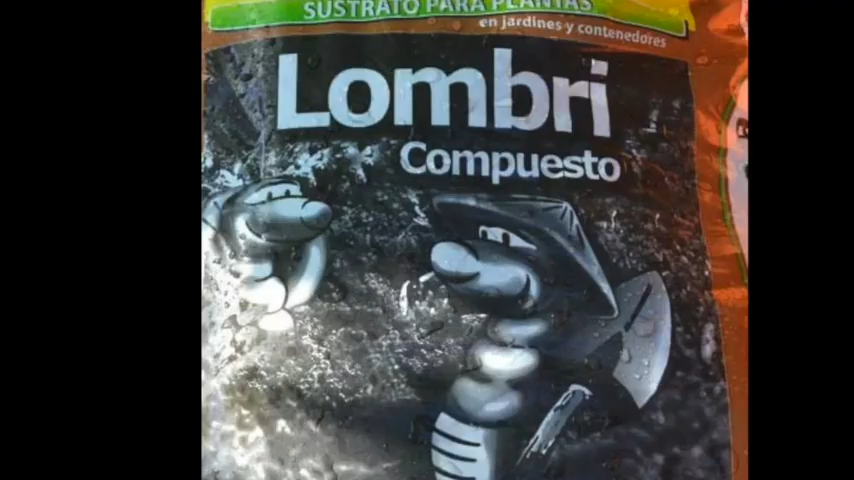 SUSTRATO PARA PLANTAS
en jardines y contenedores
Lombri
Compuesto